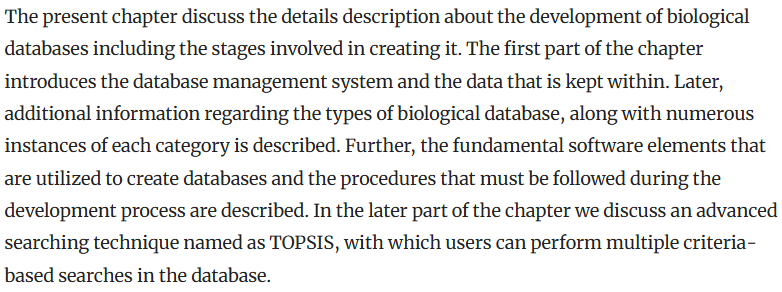 The present chapter discuss the details description about the development of biological
databases including the stages involved in creating it. The first part of the chapter
introduces the database management system and the data that is kept within. Later,
additional information regarding the types of biological database, along with numerous
instances of each category is described. Further, the fundamental software elements that
are utilized to create databases and the procedures that must be followed during the
development process are described. In the later part of the chapter we discuss an advanced
searching technique named as TOPSIS, with which users can perform multiple criteria-
based searches in the database.